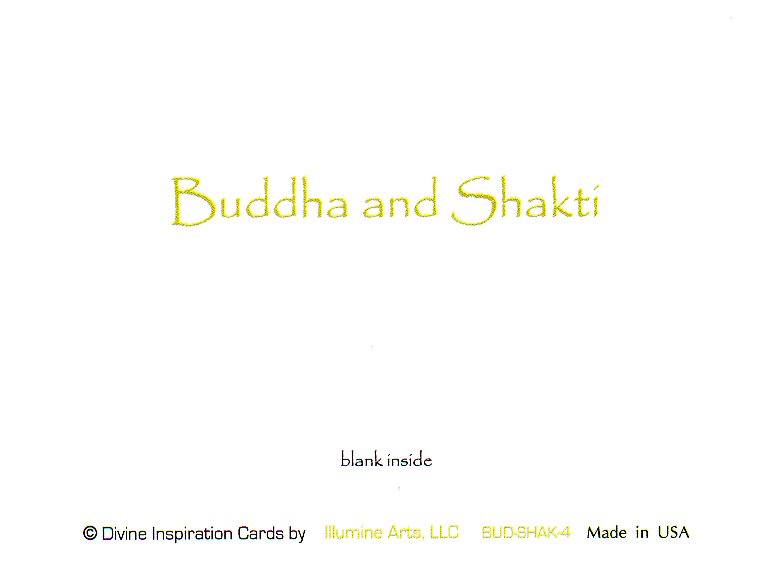 Buddha and Shakti
blank inside
© Divine Inspiration Cards by Illumine Arts, LLC BUD-SHAK-4 Made in USA